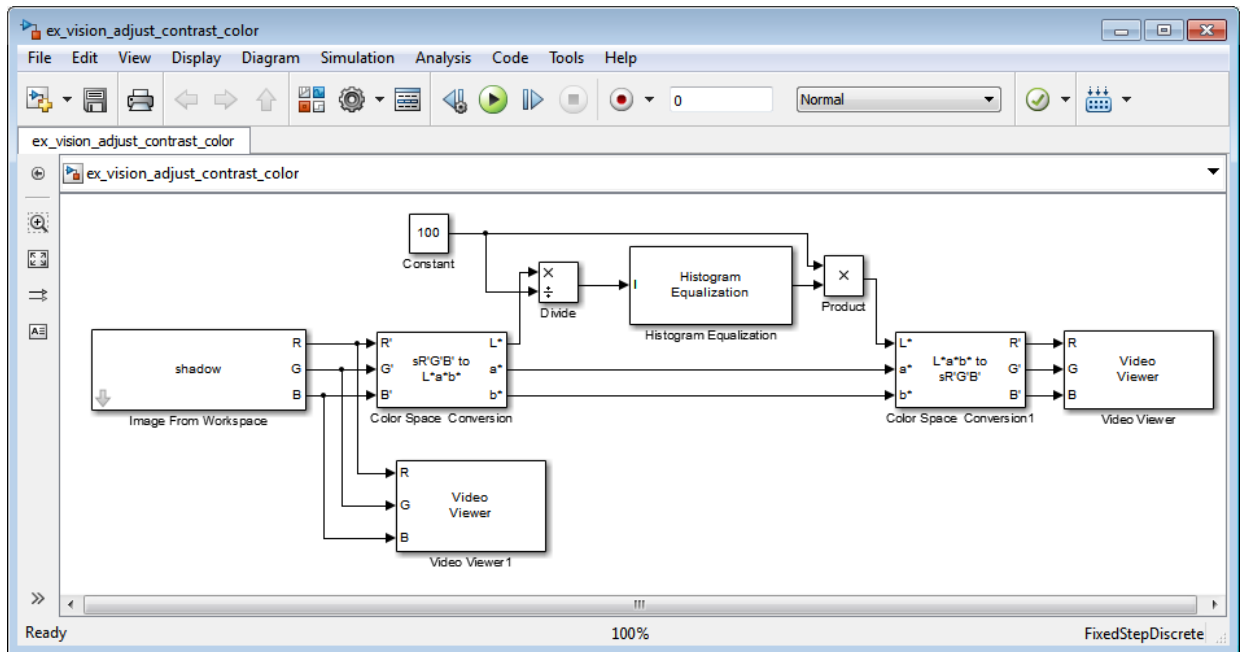 ex_vision_adjust_contrast_color
File Edit View Display Diagram Simulation Analysis Code Tools Help
0 Normal
ex_vision_adjust_contrast_color
ex_vision_adjust_contrast_color
100
Constant
×
÷
Divide
I
Histogram
Equalization
Histogram Equalization
×
Product
shadow
R
G
B
Image From Workspace
R'
G'
B'
sR'G'B' to
L*a*b*
L*
a*
b*
Color Space Conversion
L*
a*
b*
L*a*b* to
sR'G'B'
R'
G'
B'
Color Space Conversion1
R
G
B
Video
Viewer
Video Viewer
R
G
B
Video
Viewer
Video Viewer1
Ready 100% FixedStepDiscrete